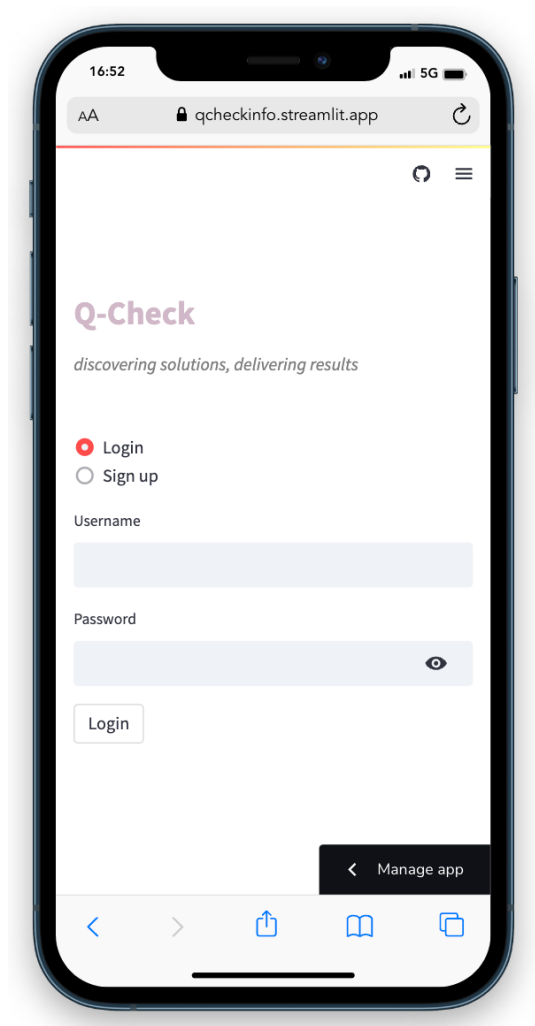 16:52
5G
AA
qcheckinfo.streamlit.app
Q-Check
discovering solutions, delivering results
Login
Sign up
Username
Password
Login
Manage app